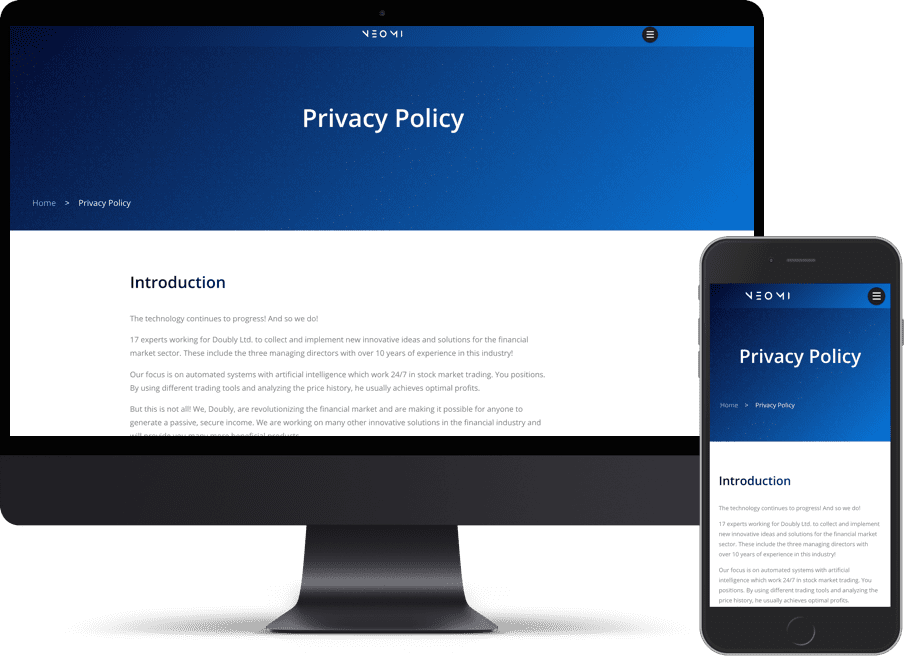 NEOMI
Privacy Policy
Home > Privacy Policy
Introduction
The technology continues to progress! And so we do!
17 experts working for Doubly Ltd. to collect and implement new innovative ideas and solutions for the financial
market sector. These include the three managing directors with over 10 years of experience in this industry!
Our focus is on automated systems with artificial intelligence which work 24/7 in stock market trading. You positions.
By using different trading tools and analyzing the price history, he usually achieves optimal profits.
But this is not all! We, Doubly, are revolutionizing the financial market and are making it possible for anyone to
generate a passive, secure income. We are working on many other innovative solutions in the financial industry and
will provide you many more beneficial products.
NEOMI
Privacy Policy
Home > Privacy Policy
Introduction
The technology continues to progress! And so we do!
17 experts working for Doubly Ltd. to collect and implement
new innovative ideas and solutions for the financial market
sector. These include the three managing directors with
over 10 years of experience in this industry!
Our focus is on automated systems with artificial
intelligence which work 24/7 in stock market trading. You
positions. By using different trading tools and analyzing the
price history, he usually achieves optimal profits.